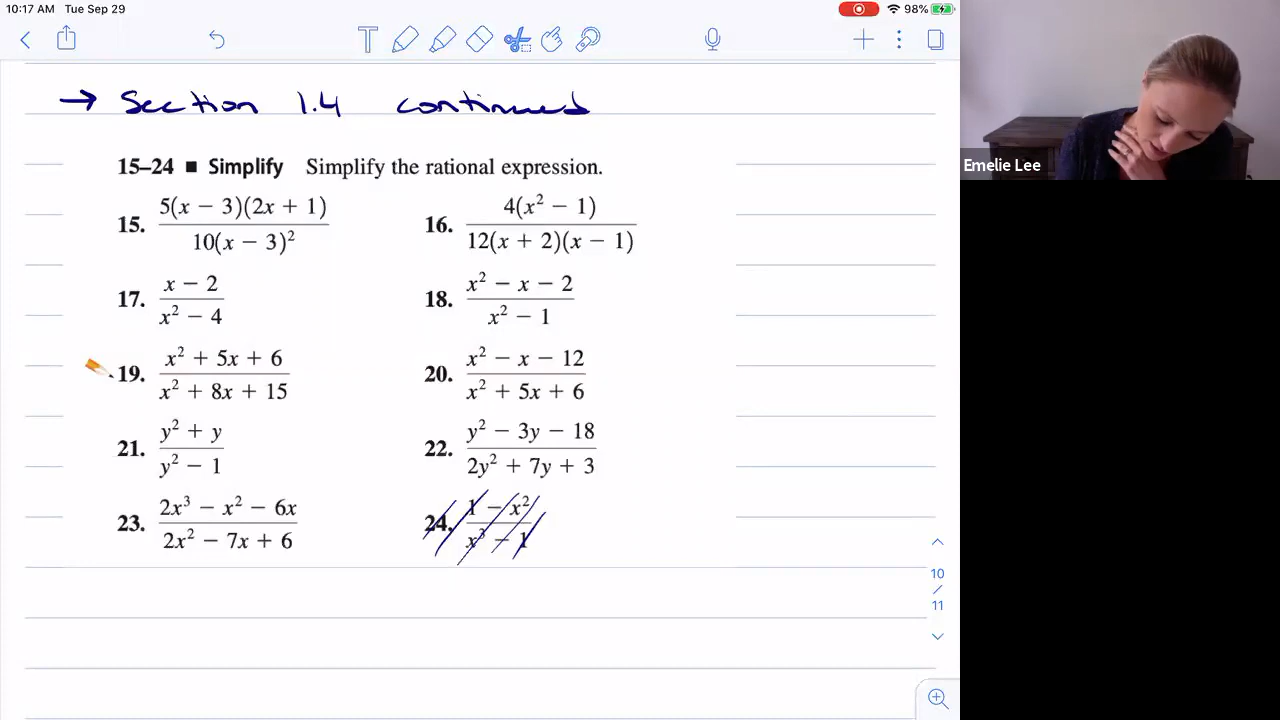 10:17 AM Tue Sep 29
98%
→ Section 1.4 continued
15–24 ■ Simplify Simplify the rational expression.
15. 5(x − 3)(2x + 1) / 10(x − 3)²
16. 4(x² − 1) / 12(x + 2)(x − 1)
17. x − 2 / x² − 4
18. x² − x − 2 / x² − 1
19. x² + 5x + 6 / x² + 8x + 15
20. x² − x − 12 / x² + 5x + 6
21. y² + y / y² − 1
22. y² − 3y − 18 / 2y² + 7y + 3
23. 2x³ − x² − 6x / 2x² − 7x + 6
24. 1 − x² / x³ − 1
10
/
11
Emelie Lee